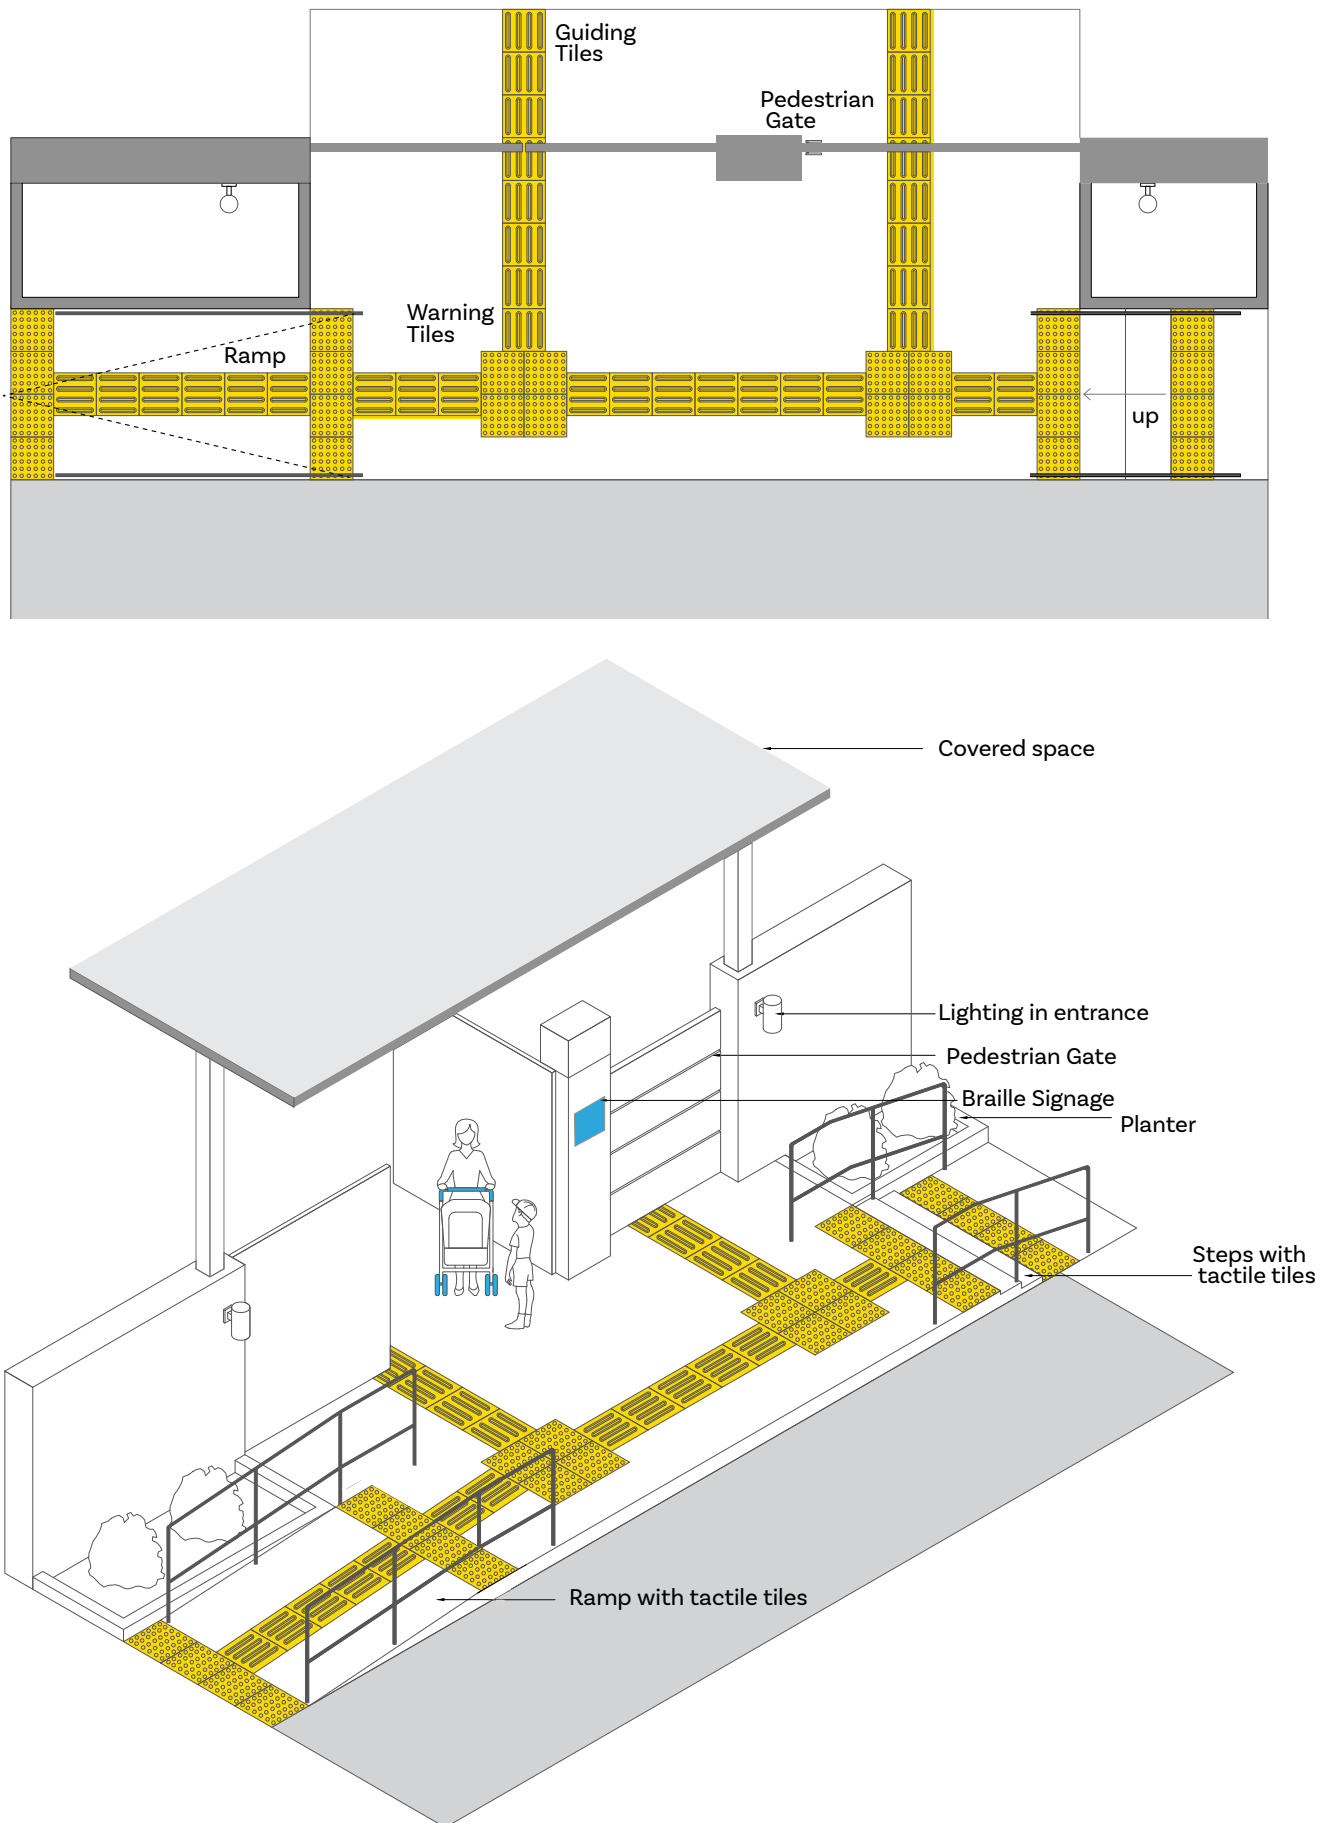 Guiding
Tiles
Pedestrian
Gate
Warning
Tiles
Ramp
up
Covered space
Lighting in entrance
Pedestrian Gate
Braille Signage
Planter
Steps with
tactile tiles
Ramp with tactile tiles